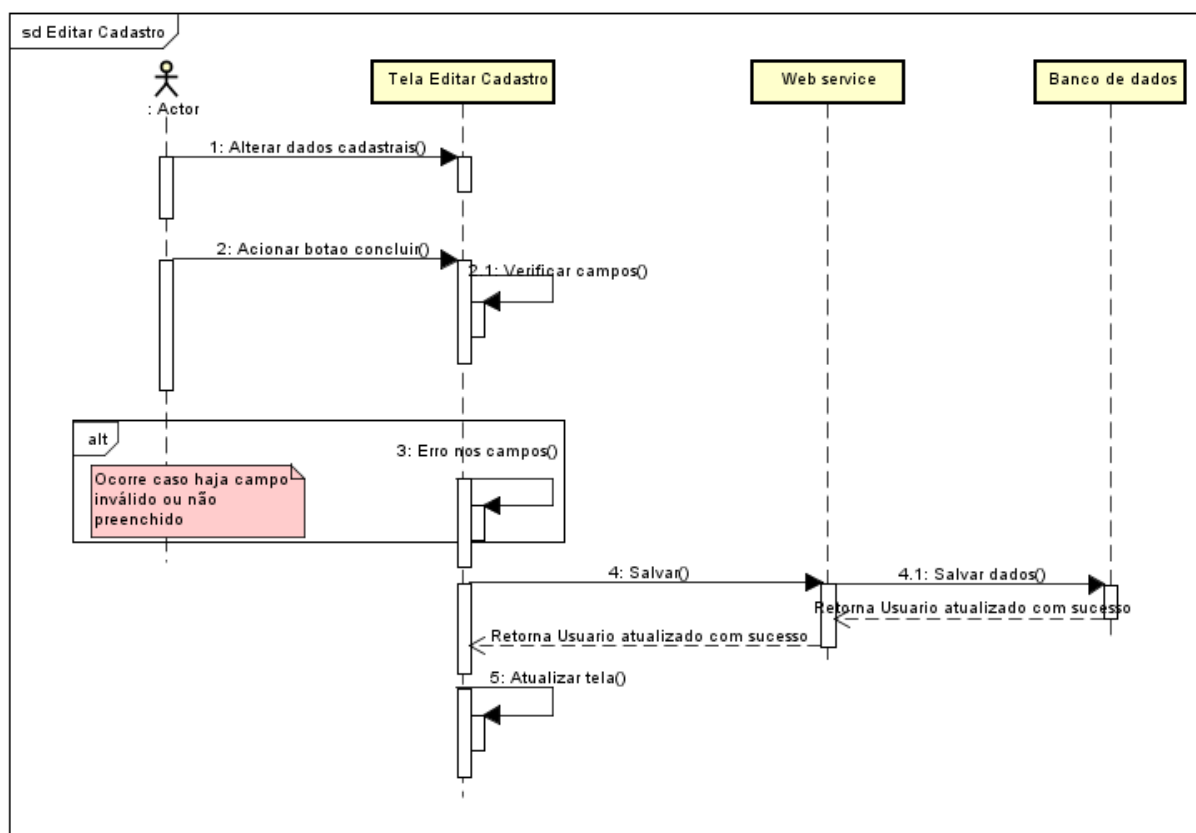 sd Editar Cadastro
: Actor
Tela Editar Cadastro
Web service
Banco de dados
1: Alterar dados cadastrais()
2: Acionar botao concluir()
2.1: Verificar campos()
alt
3: Erro nos campos()
Ocorre caso haja campo
inválido ou não
preenchido
4: Salvar()
4.1: Salvar dados()
Retorna Usuario atualizado com sucesso
Retorna Usuario atualizado com sucesso
5: Atualizar tela()